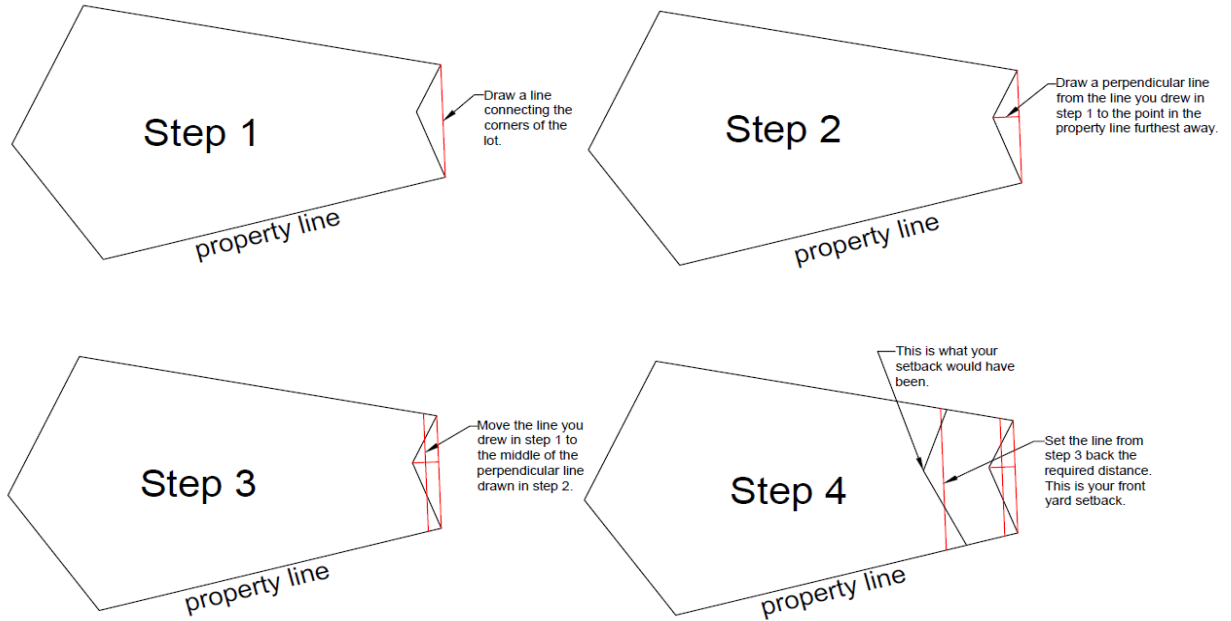 Step 1
Draw a line
connecting the
corners of the
lot.
property line
Step 2
Draw a perpendicular line
from the line you drew in
step 1 to the point in the
property line furthest away.
property line
Step 3
Move the line you
drew in step 1 to
the middle of the
perpendicular line
drawn in step 2.
property line
Step 4
This is what your
setback would have
been.
Set the line from
step 3 back the
required distance.
This is your front
yard setback.
property line